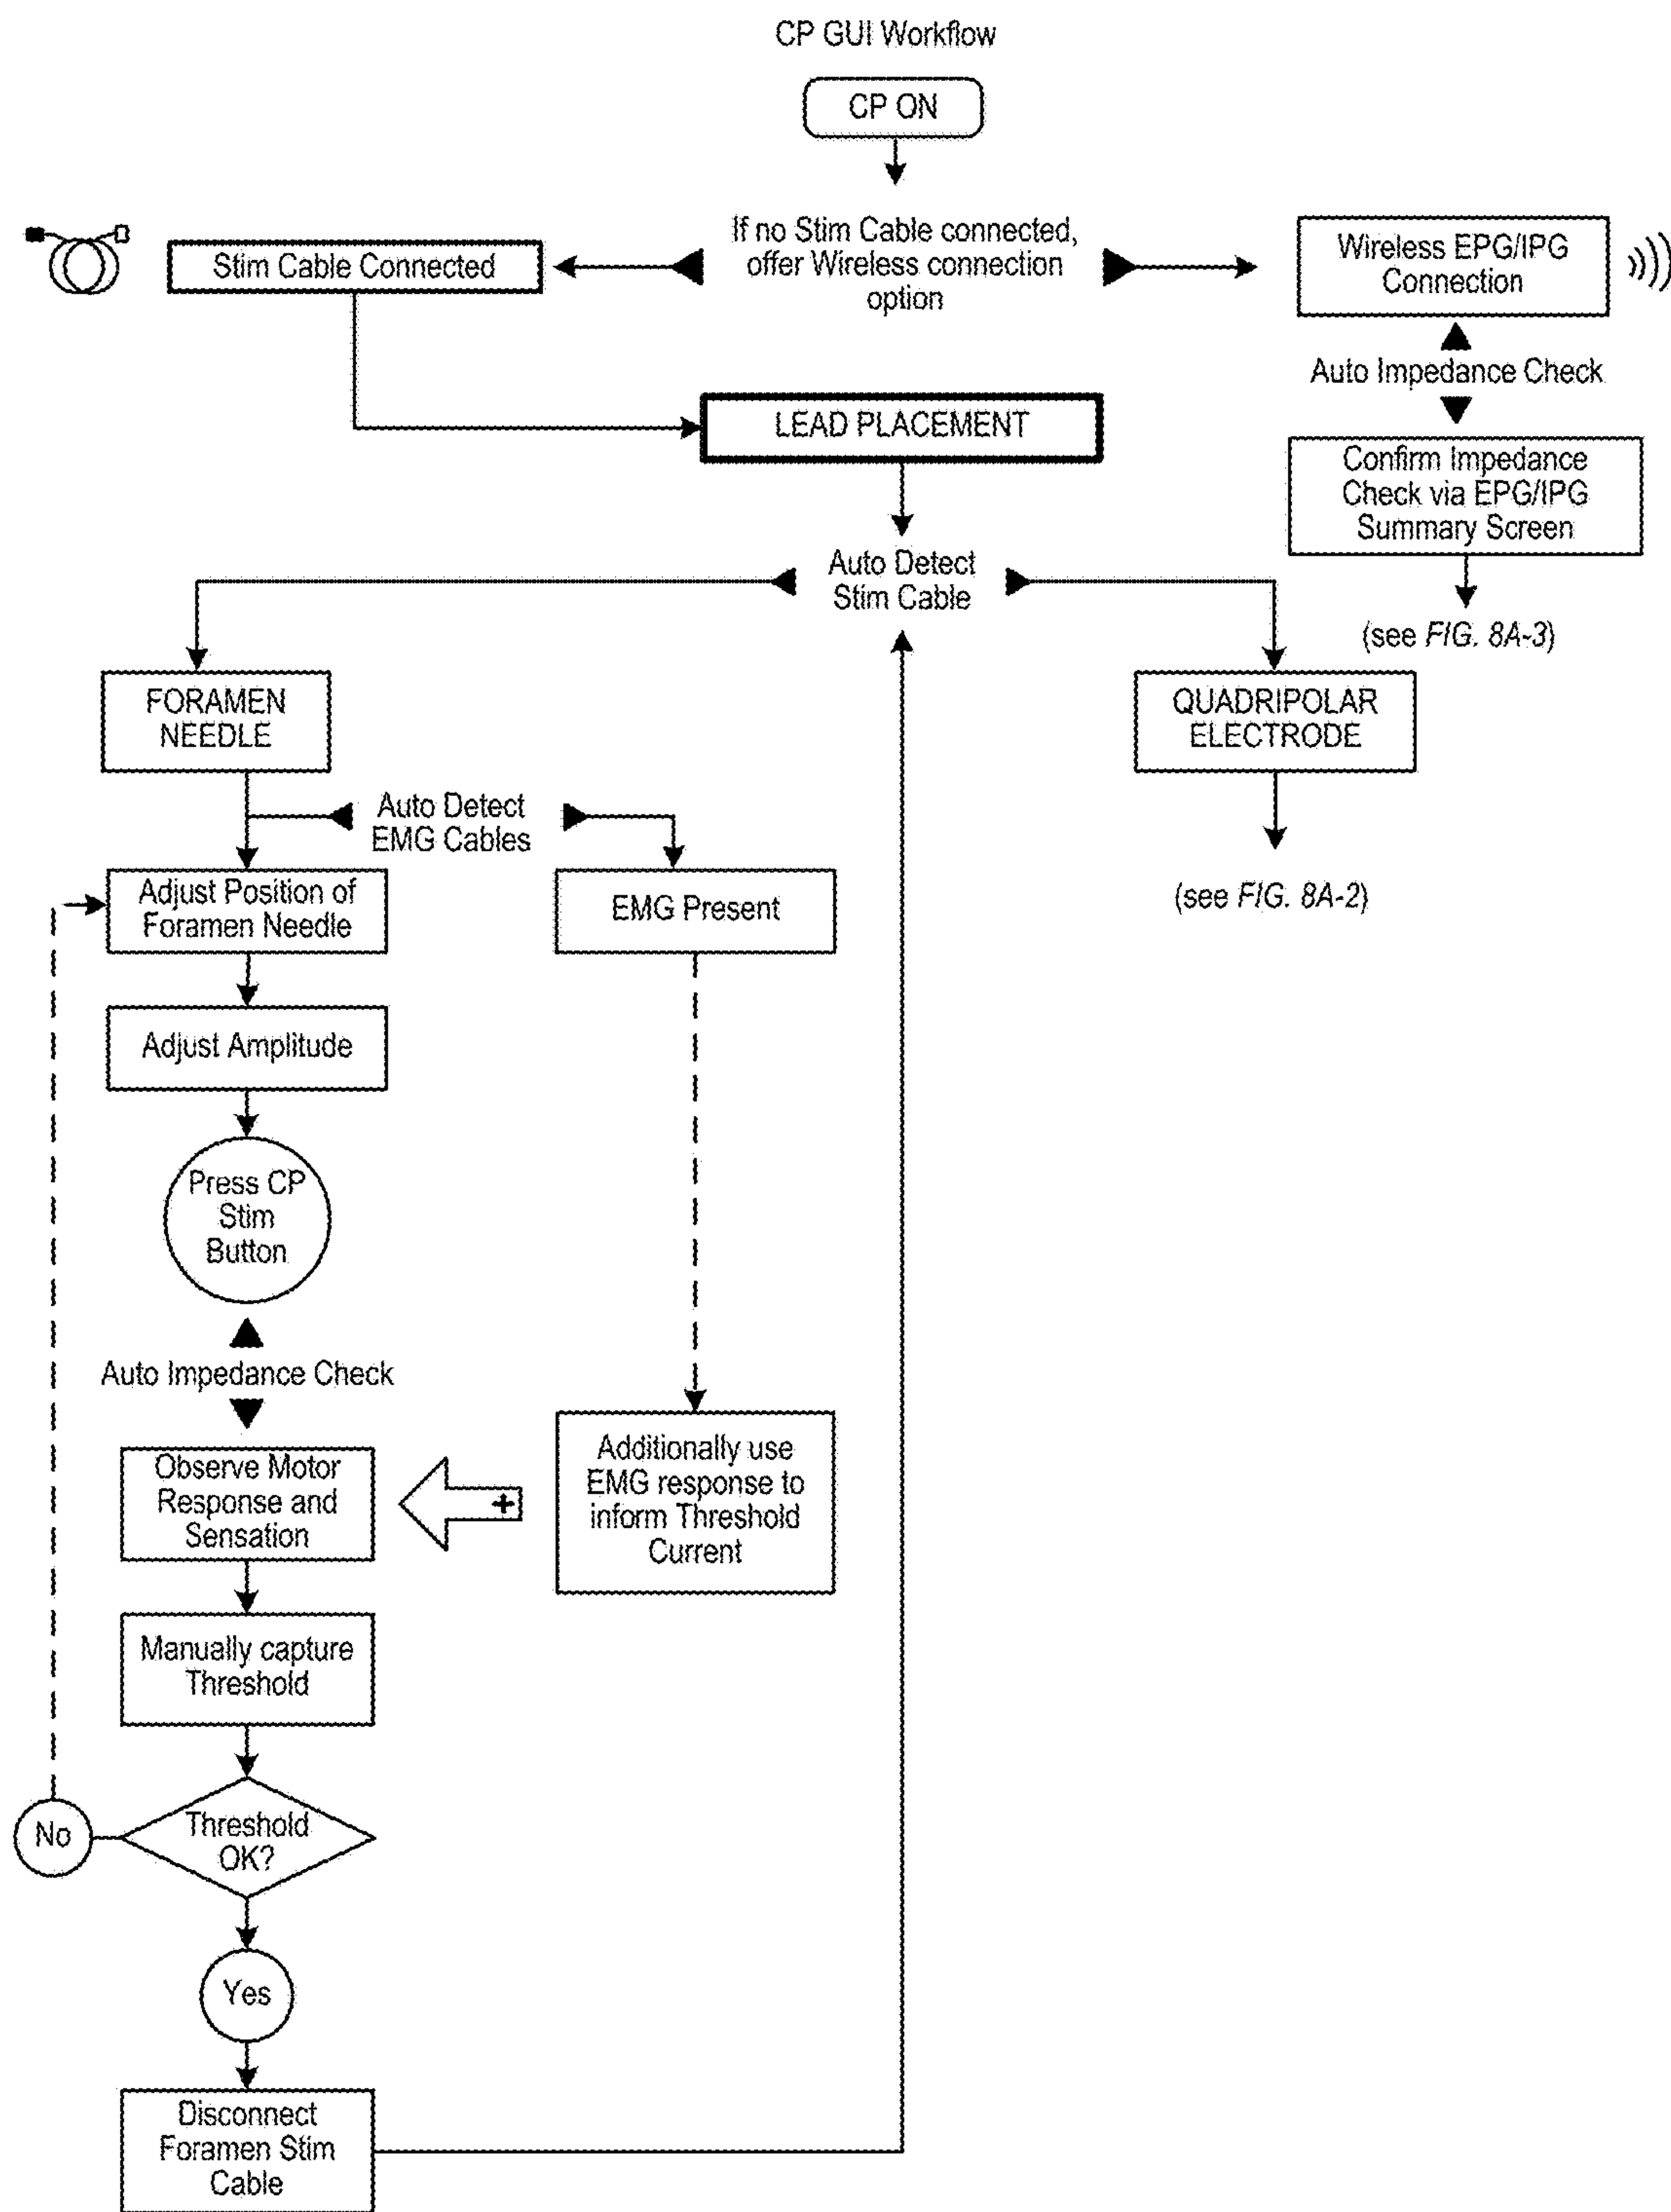 CP GUI Workflow
CP ON
If no Stim Cable connected,
offer Wireless connection
option
Stim Cable Connected
Wireless EPG/IPG
Connection
Auto Impedance Check
LEAD PLACEMENT
Confirm Impedance
Check via EPG/IPG
Summary Screen
(see FIG. 8A-3)
Auto Detect
Stim Cable
FORAMEN
NEEDLE
QUADRIPOLAR
ELECTRODE
(see FIG. 8A-2)
Auto Detect
EMG Cables
Adjust Position of
Foramen Needle
EMG Present
Adjust Amplitude
Press CP
Stim
Button
Auto Impedance Check
Observe Motor
Response and
Sensation
+
Additionally use
EMG response to
inform Threshold
Current
Manually capture
Threshold
Threshold
OK?
No
Yes
Disconnect
Foramen Stim
Cable